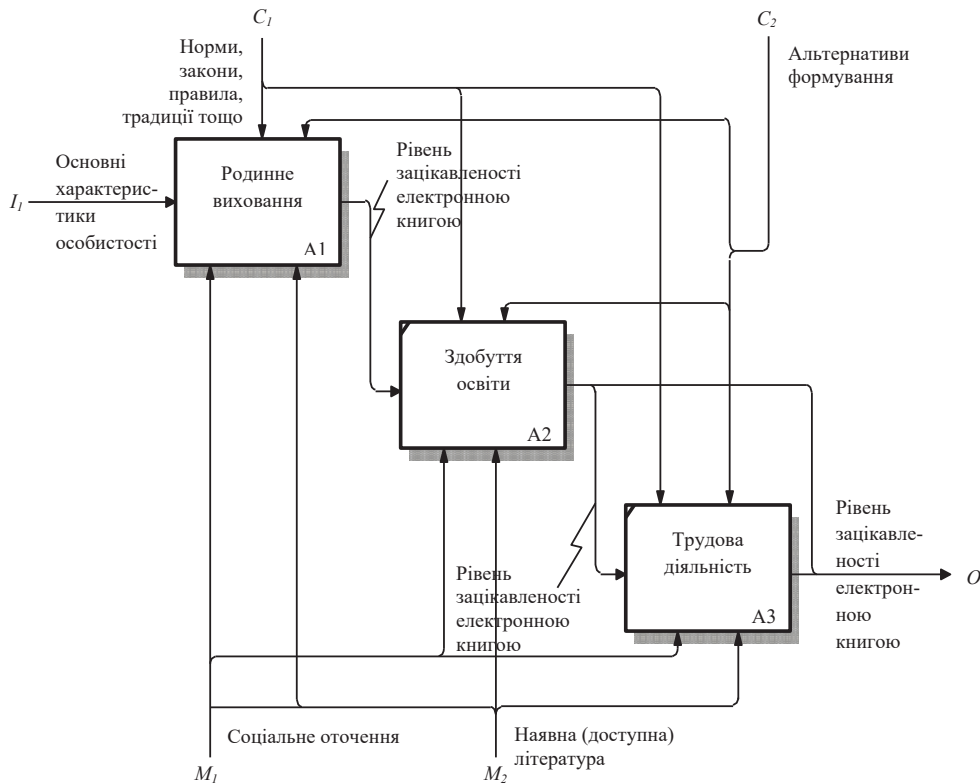 C1
C2
Норми,
закони,
правила,
традиції тощо
Альтернативи
формування
Основні
характерис-
тики
особистості
I1
Родинне
виховання
A1
Рівень
зацікавленості
електронною
книгою
Здобуття
освіти
A2
Рівень
зацікавленості
електронною
книгою
Трудова
діяльність
A3
Рівень
зацікавле-
ності
електрон-
ною
книгою
O
Соціальне оточення
Наявна (доступна)
література
M1
M2